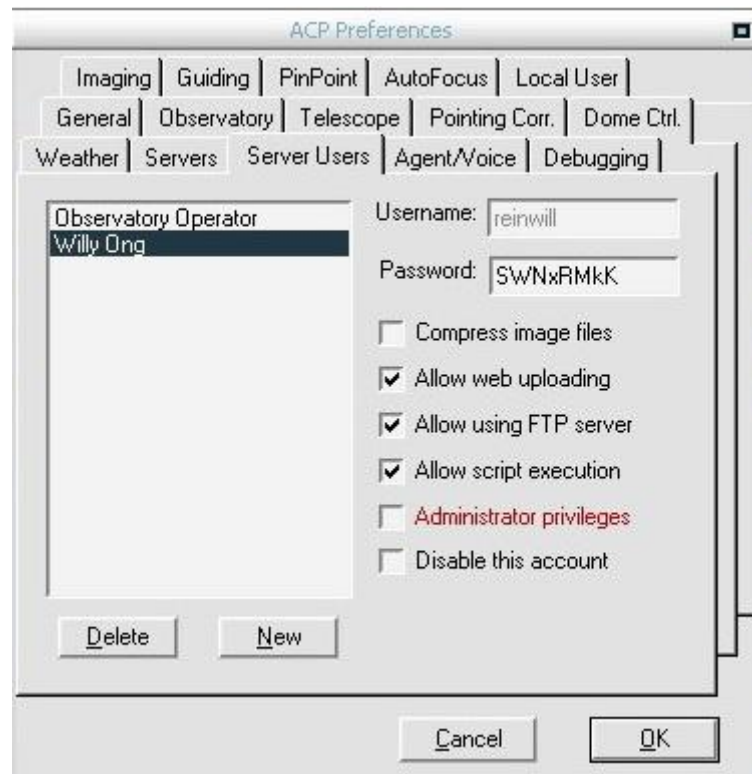 ACP Preferences
Imaging Guiding PinPoint AutoFocus Local User
General Observatory Telescope Pointing Corr. Dome Ctrl.
Weather Servers Server Users Agent/Voice Debugging
Observatory Operator
Willy Ong
Username: reinwill
Password: SWNxRMkK
Compress image files
Allow web uploading
Allow using FTP server
Allow script execution
Administrator privileges
Disable this account
Delete New
Cancel OK